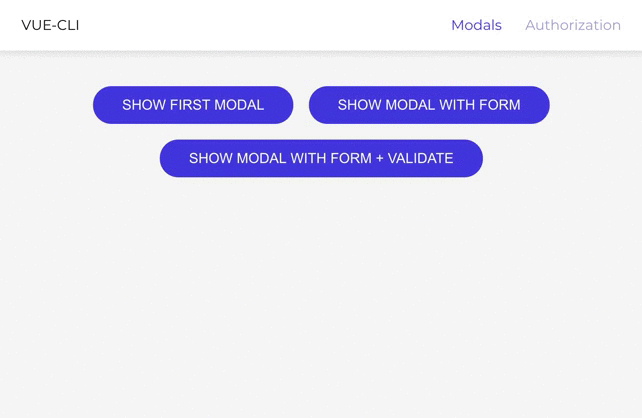 VUE-CLI Modals Authorization
SHOW FIRST MODAL SHOW MODAL WITH FORM
SHOW MODAL WITH FORM + VALIDATE